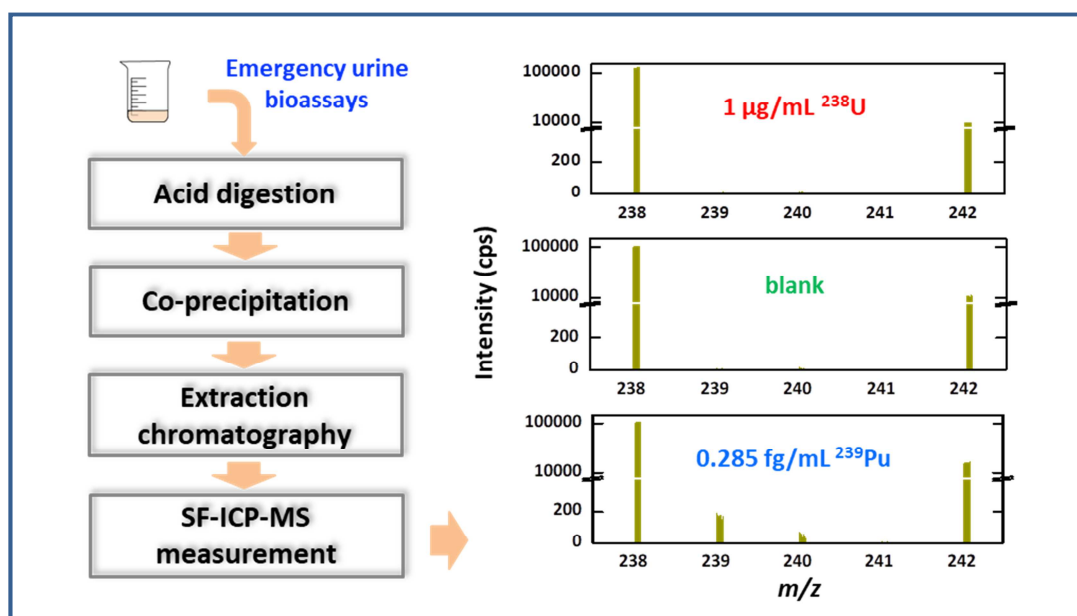 Emergency urine
bioassays
Acid digestion
Co-precipitation
Extraction
chromatography
SF-ICP-MS
measurement
Intensity (cps)
100000
10000
200
0
1 µg/mL ²³⁸U
238 239 240 241 242
100000
10000
200
0
blank
238 239 240 241 242
100000
10000
200
0
0.285 fg/mL ²³⁹Pu
238 239 240 241 242
m/z